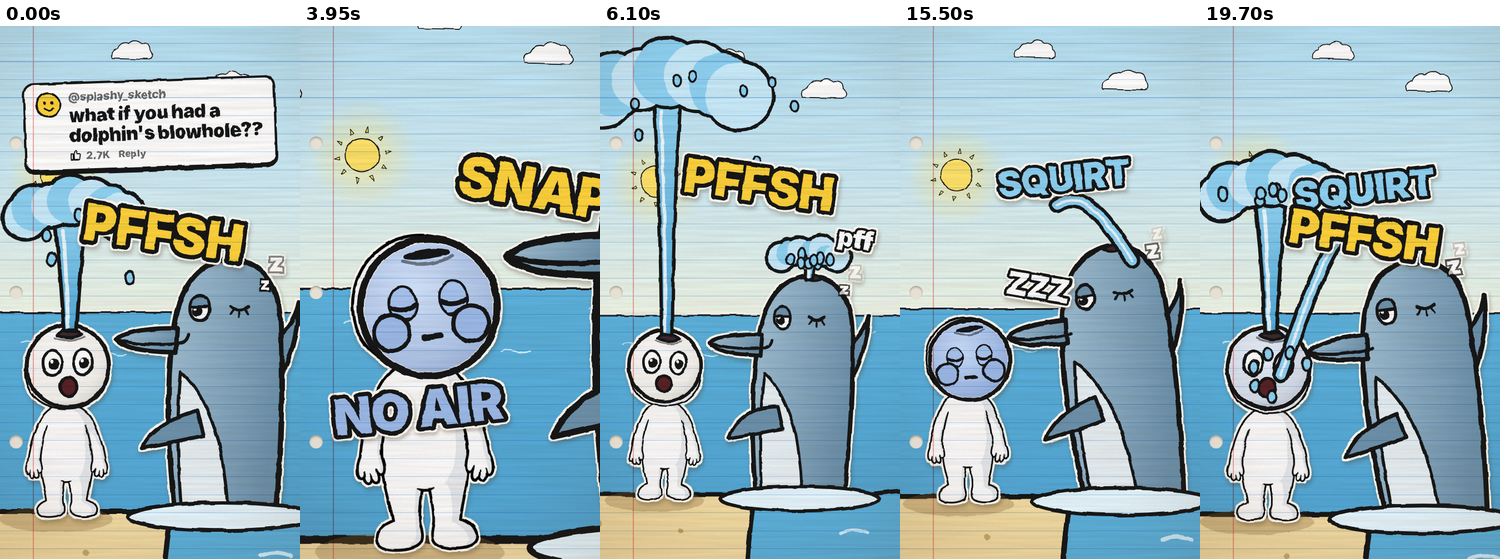 0.00s
3.95s
6.10s
15.50s
19.70s
@splashy_sketch
what if you had a
dolphin's blowhole??
2.7K Reply
PFFSH
z
z
SNAP
NO AIR
PFFSH
pff
z
z
SQUIRT
z
z
ZZZ
SQUIRT
PFFSH
z
z